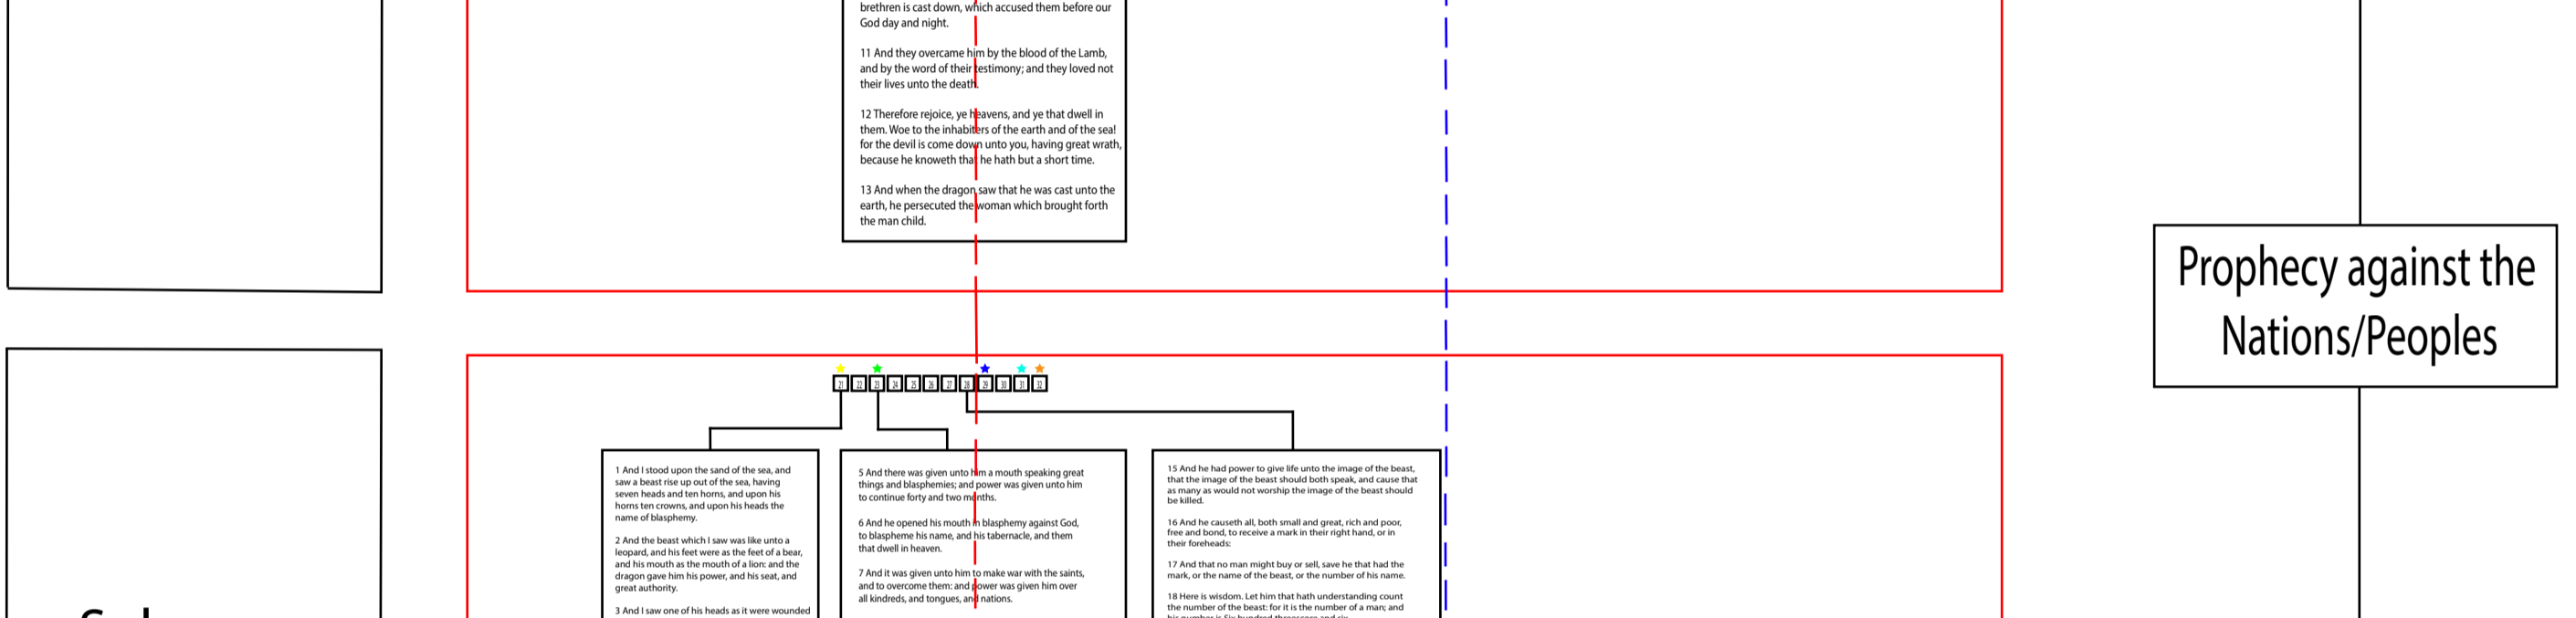 brethren is cast down, which accused them before our
God day and night.
11 And they overcame him by the blood of the Lamb,
and by the word of their testimony; and they loved not
their lives unto the death.
12 Therefore rejoice, ye heavens, and ye that dwell in
them. Woe to the inhabiters of the earth and of the sea!
for the devil is come down unto you, having great wrath,
because he knoweth that he hath but a short time.
13 And when the dragon saw that he was cast unto the
earth, he persecuted the woman which brought forth
the man child.
Prophecy against the
Nations/Peoples
21 22 23 24 25 26 27 28 29 30 31 32
1 And I stood upon the sand of the sea, and
saw a beast rise up out of the sea, having
seven heads and ten horns, and upon his
horns ten crowns, and upon his heads the
name of blasphemy.
2 And the beast which I saw was like unto a
leopard, and his feet were as the feet of a bear,
and his mouth as the mouth of a lion: and the
dragon gave him his power, and his seat, and
great authority.
3 And I saw one of his heads as it were wounded
5 And there was given unto him a mouth speaking great
things and blasphemies; and power was given unto him
to continue forty and two months.
6 And he opened his mouth in blasphemy against God,
to blaspheme his name, and his tabernacle, and them
that dwell in heaven.
7 And it was given unto him to make war with the saints,
and to overcome them: and power was given him over
all kindreds, and tongues, and nations.
15 And he had power to give life unto the image of the beast,
that the image of the beast should both speak, and cause that
as many as would not worship the image of the beast should
be killed.
16 And he causeth all, both small and great, rich and poor,
free and bond, to receive a mark in their right hand, or in
their foreheads:
17 And that no man might buy or sell, save he that had the
mark, or the name of the beast, or the number of his name.
18 Here is wisdom. Let him that hath understanding count
the number of the beast: for it is the number of a man; and